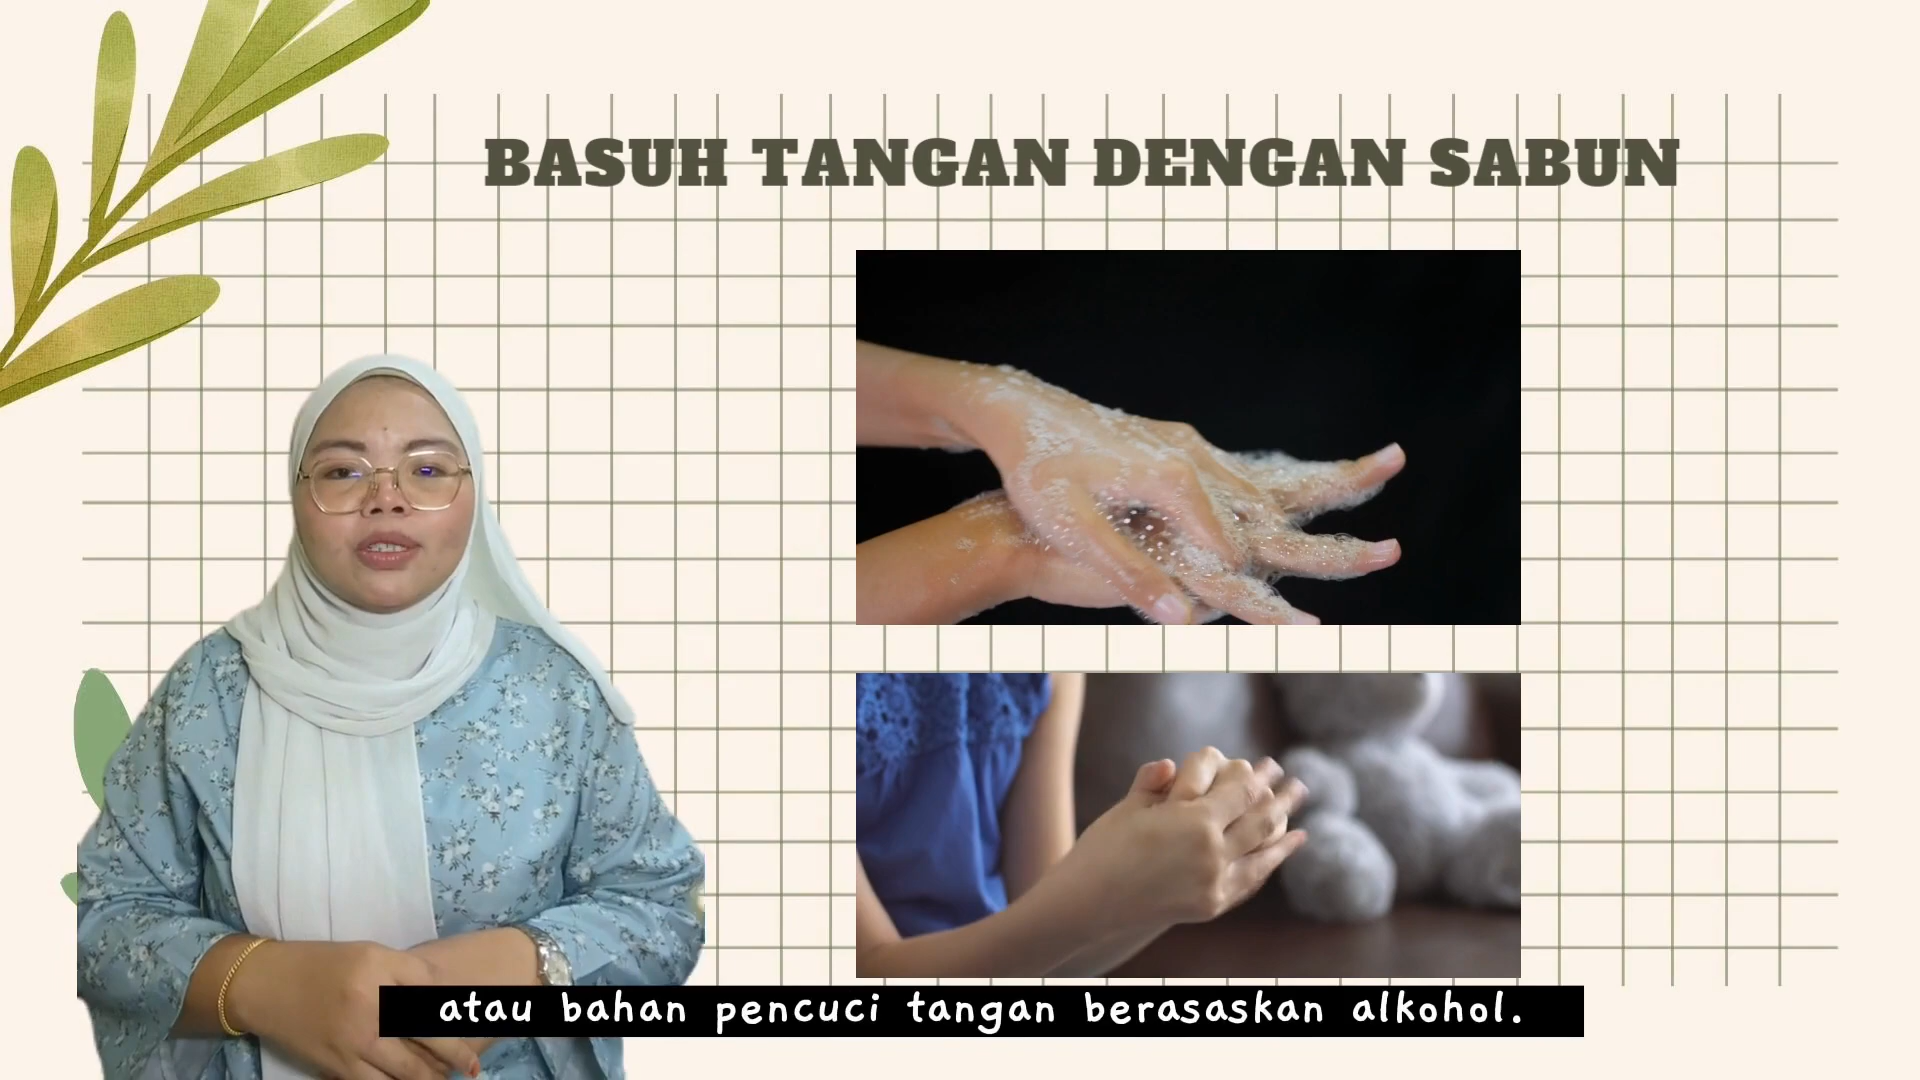 BASUH TANGAN DENGAN SABUN
atau bahan pencuci tangan berasaskan alkohol.